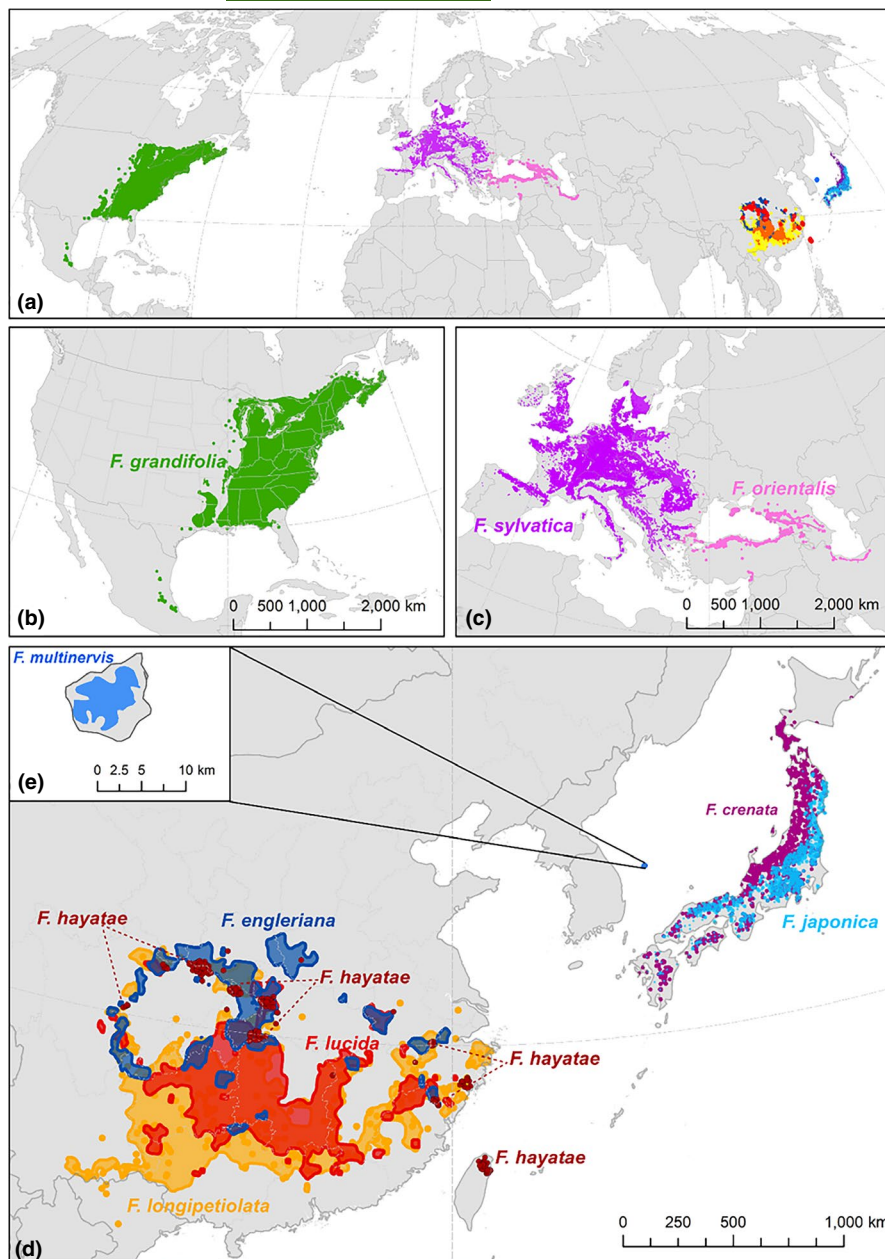 (a)
F. grandifolia
0 500 1,000 2,000 km
(b)
F. orientalis
F. sylvatica
0 500 1,000 2,000 km
(c)
F. multinervis
0 2.5 5 10 km
(e)
F. crenata
F. japonica
F. hayatae
F. engleriana
F. hayatae
F. lucida
F. hayatae
F. hayatae
F. longipetiolata
0 250 500 1,000 km
(d)